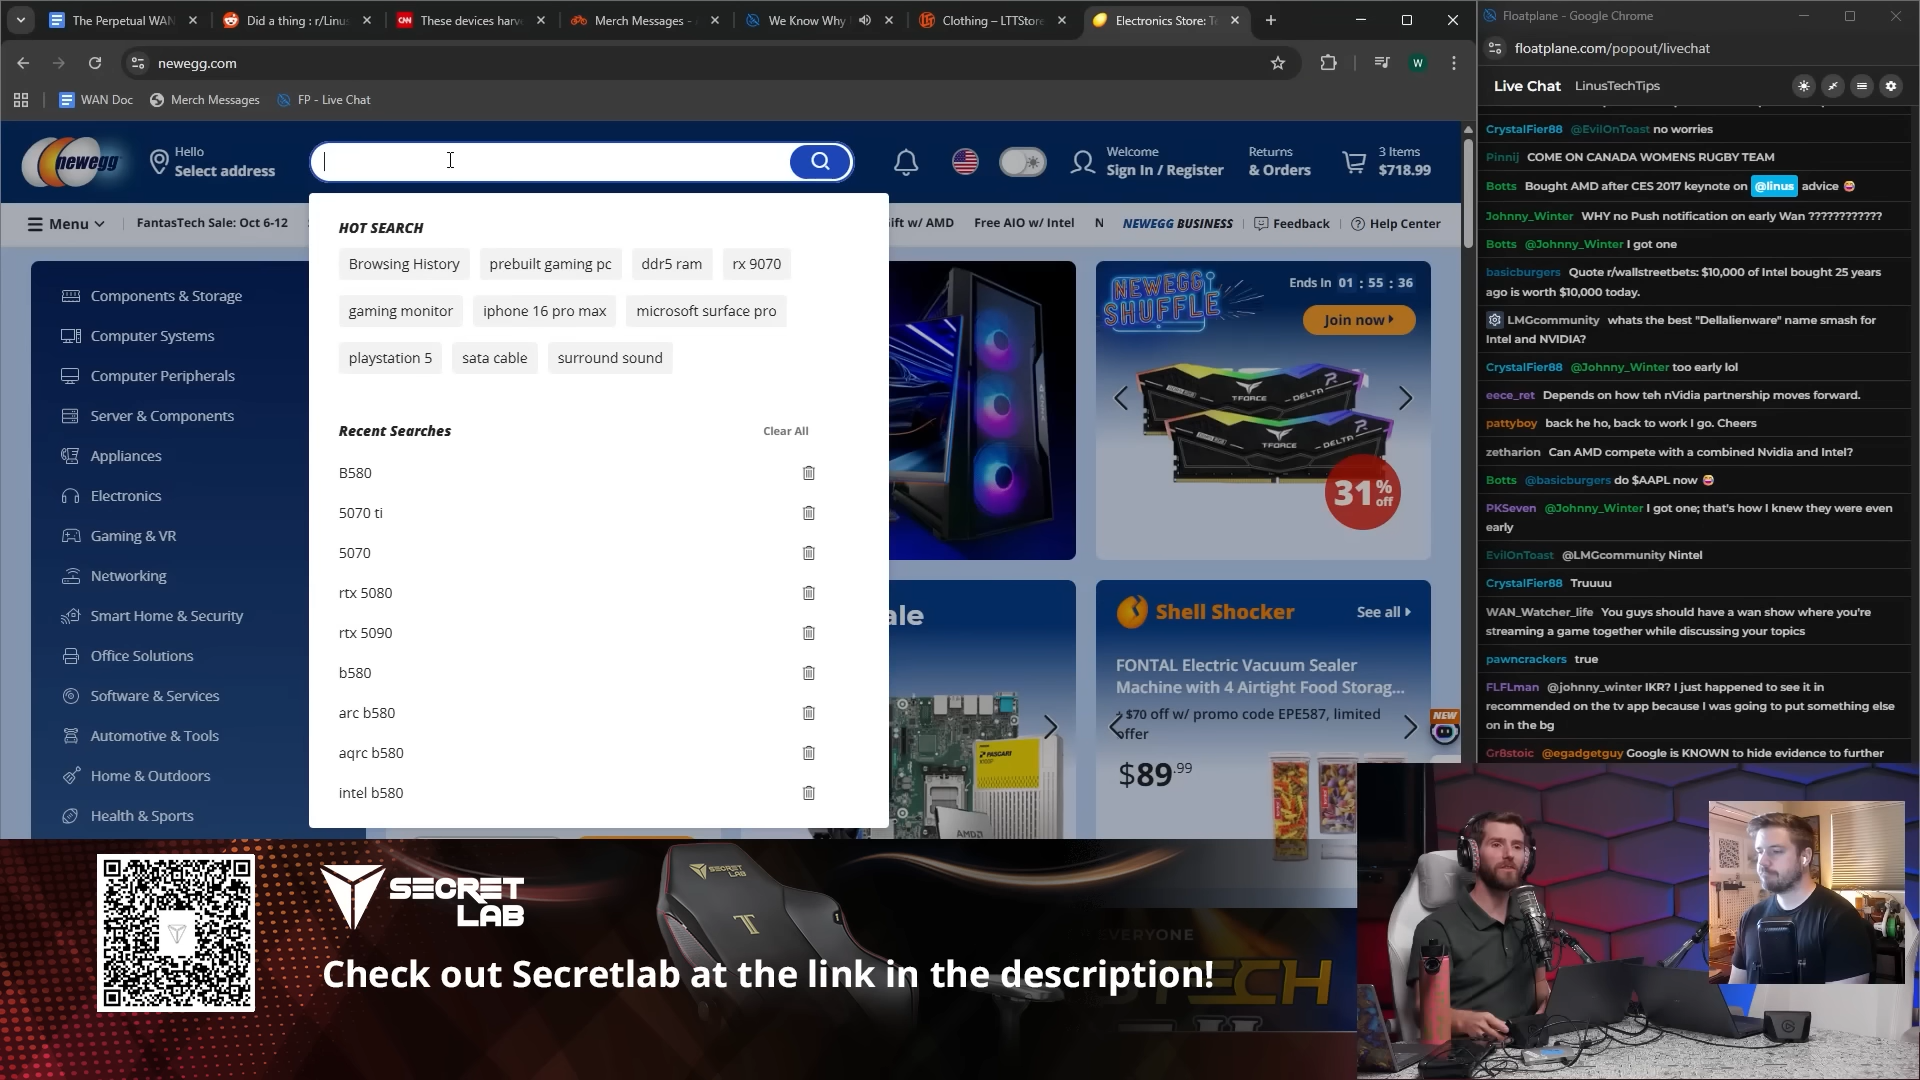 The Perpetual WAN
Did a thing : r/Linus
CNN
These devices harv
Merch Messages -
We Know Why
Clothing – LTTStore
Electronics Store: Te
Floatplane - Google Chrome
newegg.com
W
floatplane.com/popout/livechat
WAN Doc
Merch Messages
FP - Live Chat
Live Chat
LinusTechTips
newegg
Hello
Select address
Welcome
Sign In / Register
Returns
& Orders
3 Items
$718.99
Menu
FantasTech Sale: Oct 6-12
ift w/ AMD
Free AIO w/ Intel
N
NEWEGG BUSINESS
Feedback
Help Center
Components & Storage
Computer Systems
Computer Peripherals
Server & Components
Appliances
Electronics
Gaming & VR
Networking
Smart Home & Security
Office Solutions
Software & Services
Automotive & Tools
Home & Outdoors
Health & Sports
HOT SEARCH
Browsing History
prebuilt gaming pc
ddr5 ram
rx 9070
gaming monitor
iphone 16 pro max
microsoft surface pro
playstation 5
sata cable
surround sound
Recent Searches
Clear All
B580
5070 ti
5070
rtx 5080
rtx 5090
b580
arc b580
aqrc b580
intel b580
NEWEGG
SHUFFLE
Ends In 01 : 55 : 36
Join now
T-FORCE
DELTA
T-FORCE
DELTA
31% off
ale
Shell Shocker
See all
FONTAL Electric Vacuum Sealer
Machine with 4 Airtight Food Storag...
$70 off w/ promo code EPE587, limited
offer
$89.99
NEW
PASCARI
AMD
CrystalFier88 @EvilOnToast no worries
Pinnij COME ON CANADA WOMENS RUGBY TEAM
Botts Bought AMD after CES 2017 keynote on @linus advice
Johnny_Winter WHY no Push notification on early Wan ????????????
Botts @Johnny_Winter I got one
basicburgers Quote r/wallstreetbets: $10,000 of Intel bought 25 years
ago is worth $10,000 today.
LMGcommunity whats the best "Dellalienware" name smash for
Intel and NVIDIA?
CrystalFier88 @Johnny_Winter too early lol
eece_ret Depends on how teh nVidia partnership moves forward.
pattyboy back he ho, back to work I go. Cheers
zetharion Can AMD compete with a combined Nvidia and Intel?
Botts @basicburgers do $AAPL now
PKSeven @Johnny_Winter I got one; that's how I knew they were even
early
EvilOnToast @LMGcommunity Nintel
CrystalFier88 Truuuu
WAN_Watcher_life You guys should have a wan show where you're
streaming a game together while discussing your topics
pawncrackers true
FLFLman @johnny_winter IKR? I just happened to see it in
recommended on the tv app because I was going to put something else
on in the bg
Gr8stoic @egadgetguy Google is KNOWN to hide evidence to further
SECRET
LAB
SECRET
LAB
Check out Secretlab at the link in the description!
EVERYONE
TECH